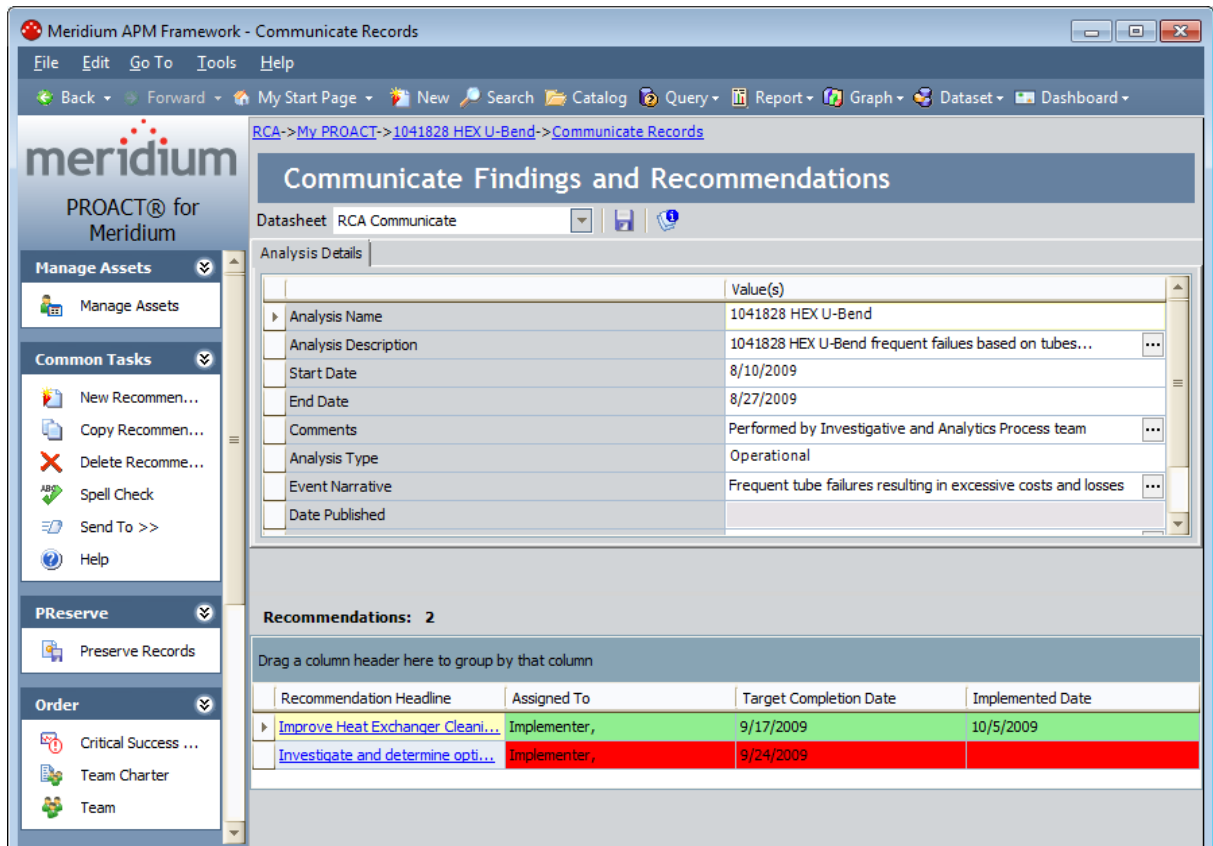 Meridium APM Framework - Communicate Records
File Edit Go To Tools Help
Back Forward My Start Page New Search Catalog Query Report Graph Dataset Dashboard
meridium
PROACT® for
Meridium
Manage Assets
Manage Assets
Common Tasks
New Recommen...
Copy Recommen...
Delete Recomme...
Spell Check
Send To >>
Help
PReserve
Preserve Records
Order
Critical Success ...
Team Charter
Team
RCA->My PROACT->1041828 HEX U-Bend->Communicate Records
Communicate Findings and Recommendations
Datasheet RCA Communicate
Analysis Details
Value(s)
Analysis Name 1041828 HEX U-Bend
Analysis Description 1041828 HEX U-Bend frequent failues based on tubes... ...
Start Date 8/10/2009
End Date 8/27/2009
Comments Performed by Investigative and Analytics Process team ...
Analysis Type Operational
Event Narrative Frequent tube failures resulting in excessive costs and losses ...
Date Published
Recommendations: 2
Drag a column header here to group by that column
Recommendation Headline Assigned To Target Completion Date Implemented Date
Improve Heat Exchanger Cleani... Implementer, 9/17/2009 10/5/2009
Investigate and determine opti... Implementer, 9/24/2009